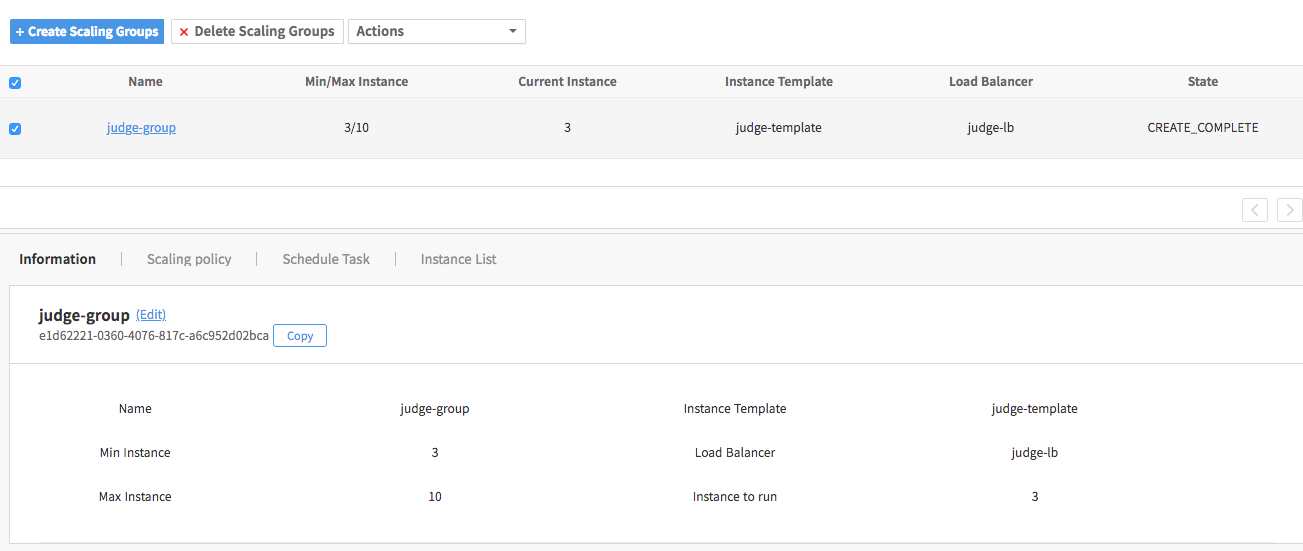 + Create Scaling Groups × Delete Scaling Groups Actions
Name Min/Max Instance Current Instance Instance Template Load Balancer State
judge-group 3/10 3 judge-template judge-lb CREATE_COMPLETE
Information | Scaling policy | Schedule Task | Instance List
judge-group (Edit)
e1d62221-0360-4076-817c-a6c952d02bca Copy
Name judge-group Instance Template judge-template
Min Instance 3 Load Balancer judge-lb
Max Instance 10 Instance to run 3